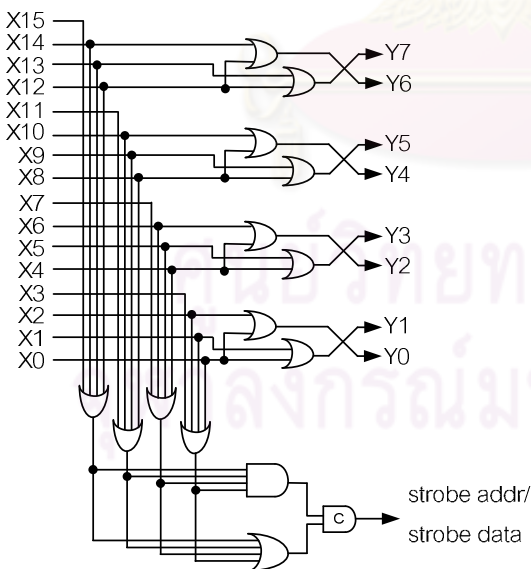 X15
X14
X13
X12
X11
X10
X9
X8
X7
X6
X5
X4
X3
X2
X1
X0
Y7
Y6
Y5
Y4
Y3
Y2
Y1
Y0
C
strobe addr/
strobe data